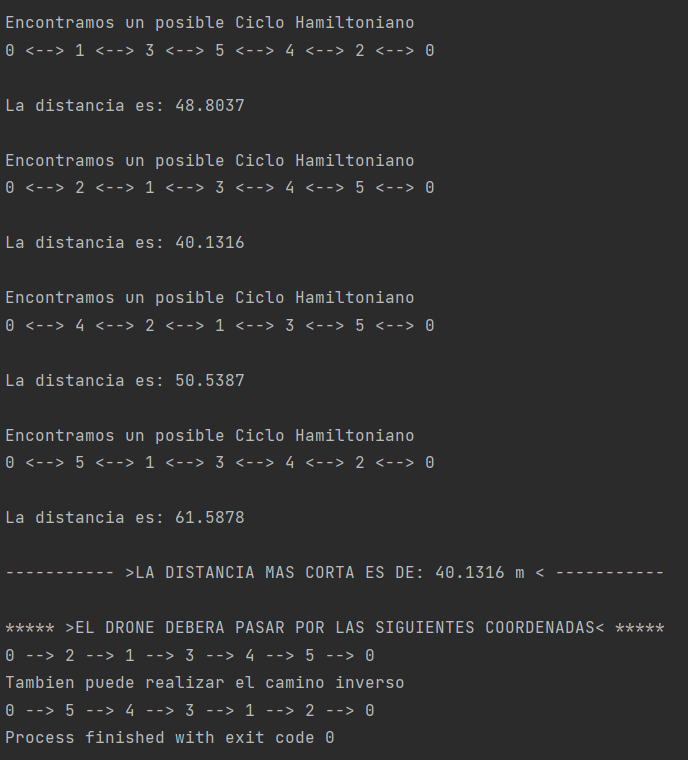 Encontramos un posible Ciclo Hamiltoniano
0 <--> 1 <--> 3 <--> 5 <--> 4 <--> 2 <--> 0
La distancia es: 48.8037
Encontramos un posible Ciclo Hamiltoniano
0 <--> 2 <--> 1 <--> 3 <--> 4 <--> 5 <--> 0
La distancia es: 40.1316
Encontramos un posible Ciclo Hamiltoniano
0 <--> 4 <--> 2 <--> 1 <--> 3 <--> 5 <--> 0
La distancia es: 50.5387
Encontramos un posible Ciclo Hamiltoniano
0 <--> 5 <--> 1 <--> 3 <--> 4 <--> 2 <--> 0
La distancia es: 61.5878
----------- >LA DISTANCIA MAS CORTA ES DE: 40.1316 m < -----------
***** >EL DRONE DEBERA PASAR POR LAS SIGUIENTES COORDENADAS< *****
0 --> 2 --> 1 --> 3 --> 4 --> 5 --> 0
Tambien puede realizar el camino inverso
0 --> 5 --> 4 --> 3 --> 1 --> 2 --> 0
Process finished with exit code 0